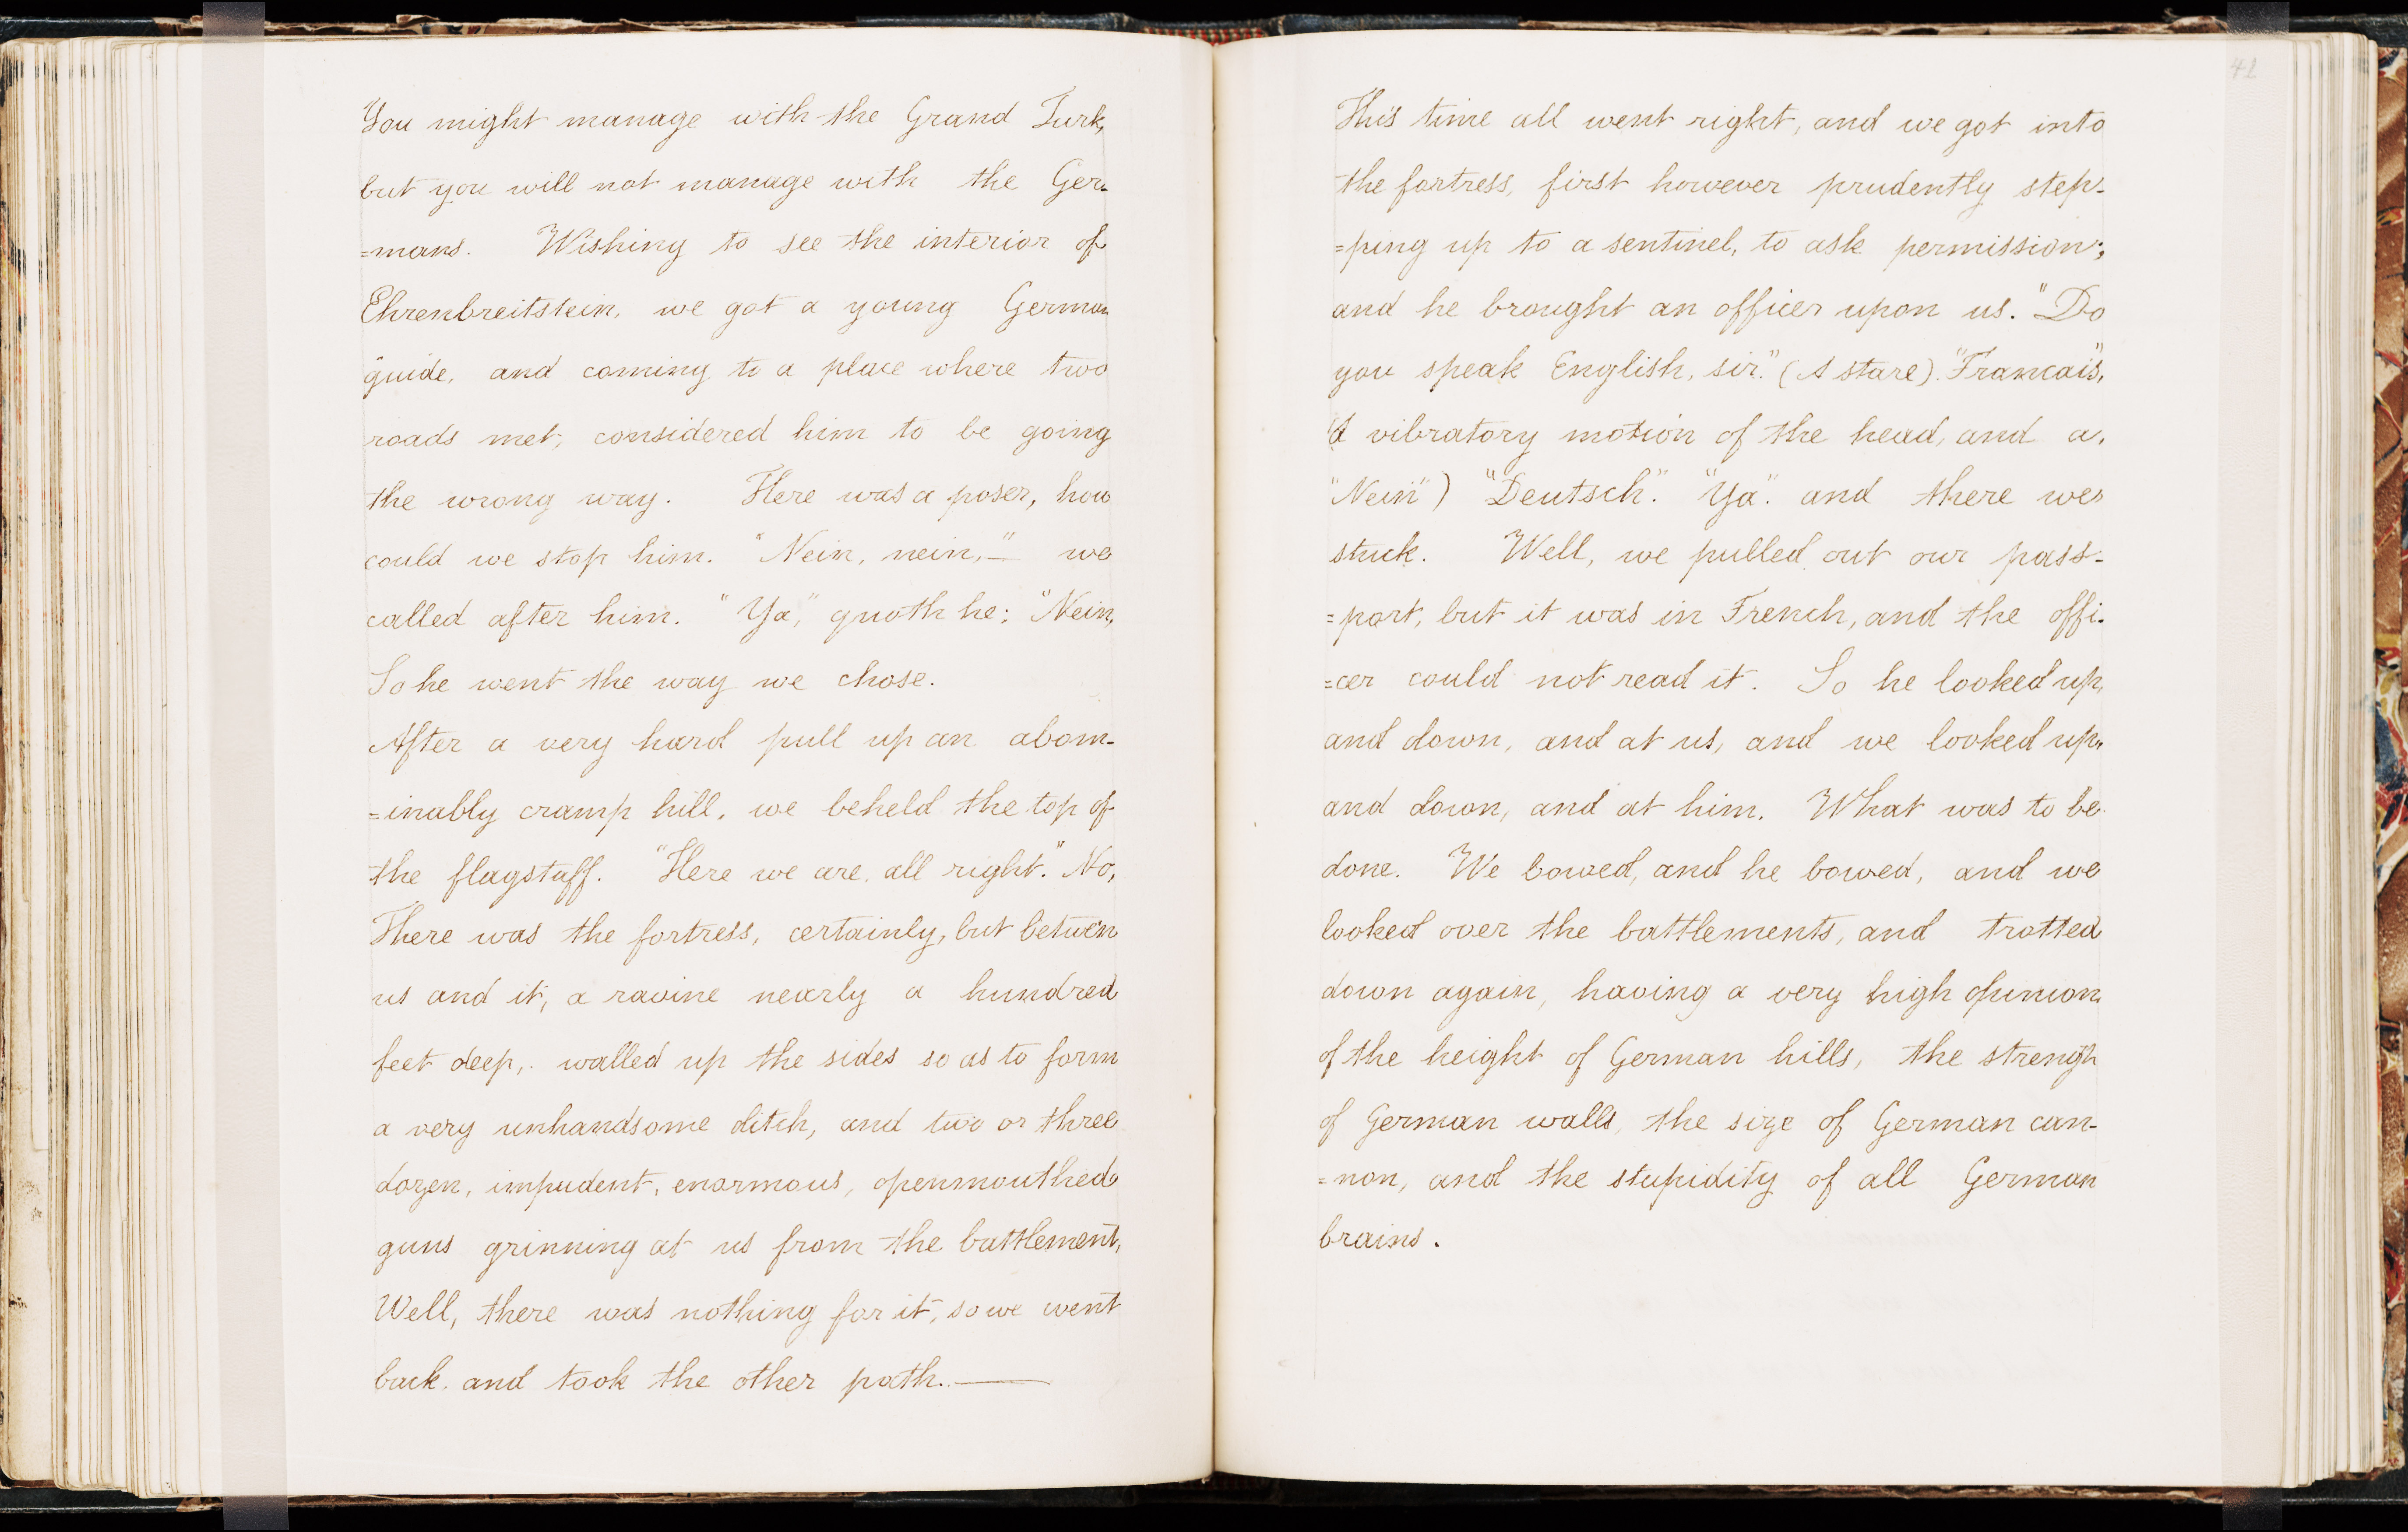 You might manage with the Grand Turk,
but you will not manage with the Ger-
=mans. Wishing to see the interior of
Ehrenbreitstein, we got a young German
guide, and coming to a place where two
roads met, considered him to be going
the wrong way. Here was a poser, how
could we stop him. "Nein, nein,—" we
called after him. "Ya," quoth he; "Nein,
So he went the way we chose.
After a very hard pull up an abom-
=inably cramp hill, we beheld the top of
the flagstaff. "Here we are, all right." No,
There was the fortress, certainly, but between
us and it, a ravine nearly a hundred
feet deep, walled up the sides so as to form
a very unhandsome ditch, and two or three
dozen, impudent, enormous, openmouthed
guns grinning at us from the battlement,
Well, there was nothing for it, so we went
back. and took the other path.—
42
This time all went right, and we got into
the fortress, first however prudently step-
=ping up to a sentinel, to ask permission;
and he brought an officer upon us. "Do
you speak English, sir." (A stare). "Francais",
(A vibratory motion of the head, and a,
"Nein") "Deutsch". "Ya". and there we
stuck. Well, we pulled out our pass-
=port, but it was in French, and the offi-
=cer could not read it. So he looked up,
and down, and at us, and we looked up,
and down, and at him. What was to be
done. We bowed, and he bowed, and we
looked over the battlements, and trotted
down again, having a very high opinion
of the height of German hills, the strength
of German walls, the size of German can-
=non, and the stupidity of all German
brains.